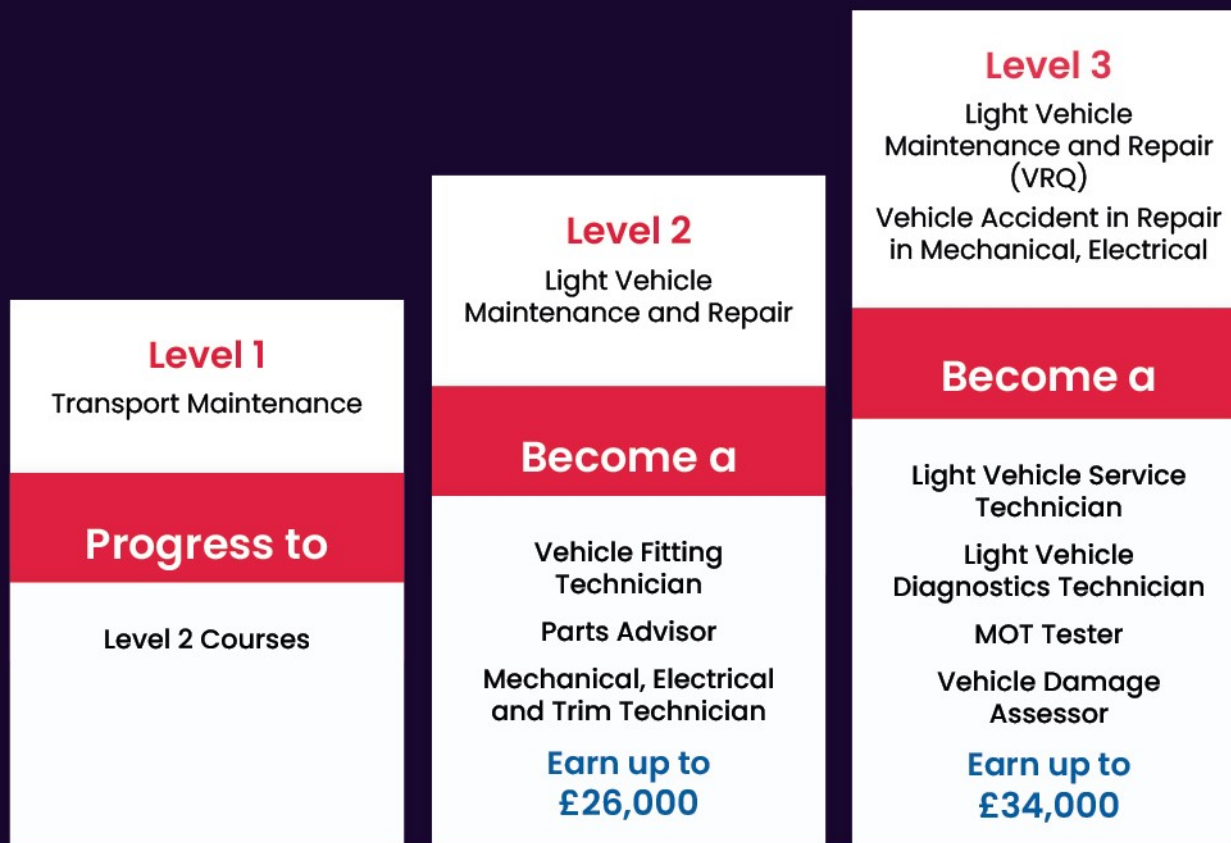 Level 1
Transport Maintenance
Progress to
Level 2 Courses
Level 2
Light Vehicle
Maintenance and Repair
Become a
Vehicle Fitting
Technician
Parts Advisor
Mechanical, Electrical
and Trim Technician
Earn up to
£26,000
Level 3
Light Vehicle
Maintenance and Repair
(VRQ)
Vehicle Accident in Repair
in Mechanical, Electrical
Become a
Light Vehicle Service
Technician
Light Vehicle
Diagnostics Technician
MOT Tester
Vehicle Damage
Assessor
Earn up to
£34,000